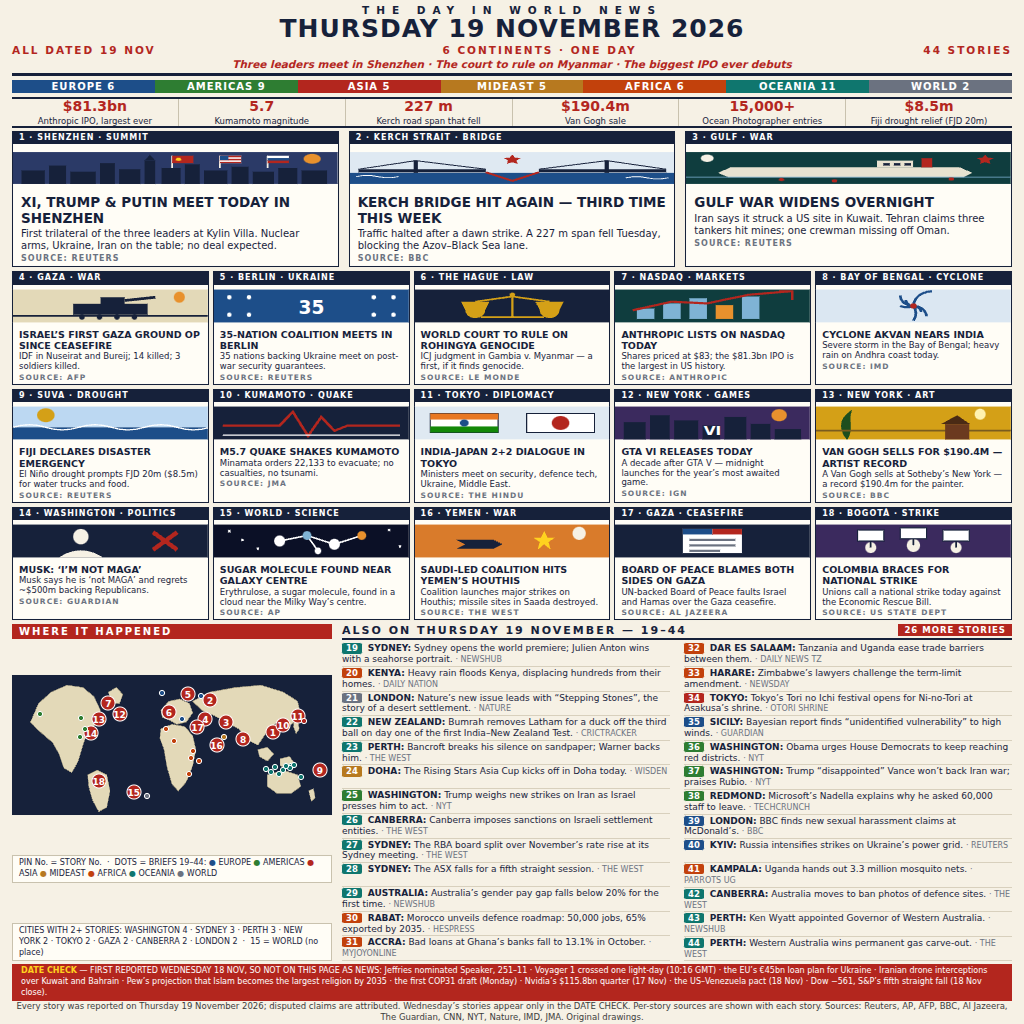 THE DAY IN WORLD NEWS
THURSDAY 19 NOVEMBER 2026
ALL DATED 19 NOV
6 CONTINENTS · ONE DAY
44 STORIES
Three leaders meet in Shenzhen · The court to rule on Myanmar · The biggest IPO ever debuts
EUROPE 6
AMERICAS 9
ASIA 5
MIDEAST 5
AFRICA 6
OCEANIA 11
WORLD 2
$81.3bn
Anthropic IPO, largest ever
5.7
Kumamoto magnitude
227 m
Kerch road span that fell
$190.4m
Van Gogh sale
15,000+
Ocean Photographer entries
$8.5m
Fiji drought relief (FJD 20m)
1 · SHENZHEN · SUMMIT
XI, TRUMP & PUTIN MEET TODAY IN
SHENZHEN
First trilateral of the three leaders at Kylin Villa. Nuclear
arms, Ukraine, Iran on the table; no deal expected.
SOURCE: REUTERS
2 · KERCH STRAIT · BRIDGE
KERCH BRIDGE HIT AGAIN — THIRD TIME
THIS WEEK
Traffic halted after a dawn strike. A 227 m span fell Tuesday,
blocking the Azov–Black Sea lane.
SOURCE: BBC
3 · GULF · WAR
GULF WAR WIDENS OVERNIGHT
Iran says it struck a US site in Kuwait. Tehran claims three
tankers hit mines; one crewman missing off Oman.
SOURCE: REUTERS
4 · GAZA · WAR
ISRAEL'S FIRST GAZA GROUND OP
SINCE CEASEFIRE
IDF in Nuseirat and Bureij; 14 killed; 3
soldiers killed.
SOURCE: AFP
5 · BERLIN · UKRAINE
35
35-NATION COALITION MEETS IN
BERLIN
35 nations backing Ukraine meet on post-
war security guarantees.
SOURCE: REUTERS
6 · THE HAGUE · LAW
WORLD COURT TO RULE ON
ROHINGYA GENOCIDE
ICJ judgment in Gambia v. Myanmar — a
first, if it finds genocide.
SOURCE: LE MONDE
7 · NASDAQ · MARKETS
ANTHROPIC LISTS ON NASDAQ
TODAY
Shares priced at $83; the $81.3bn IPO is
the largest in US history.
SOURCE: ANTHROPIC
8 · BAY OF BENGAL · CYCLONE
CYCLONE AKVAN NEARS INDIA
Severe storm in the Bay of Bengal; heavy
rain on Andhra coast today.
SOURCE: IMD
9 · SUVA · DROUGHT
FIJI DECLARES DISASTER
EMERGENCY
El Niño drought prompts FJD 20m ($8.5m)
for water trucks and food.
SOURCE: REUTERS
10 · KUMAMOTO · QUAKE
M5.7 QUAKE SHAKES KUMAMOTO
Minamata orders 22,133 to evacuate; no
casualties, no tsunami.
SOURCE: JMA
11 · TOKYO · DIPLOMACY
INDIA–JAPAN 2+2 DIALOGUE IN
TOKYO
Ministers meet on security, defence tech,
Ukraine, Middle East.
SOURCE: THE HINDU
12 · NEW YORK · GAMES
VI
GTA VI RELEASES TODAY
A decade after GTA V — midnight
launches for the year's most awaited
game.
SOURCE: IGN
13 · NEW YORK · ART
VAN GOGH SELLS FOR $190.4M —
ARTIST RECORD
A Van Gogh sells at Sotheby's New York —
a record $190.4m for the painter.
SOURCE: BBC
14 · WASHINGTON · POLITICS
MUSK: 'I'M NOT MAGA'
Musk says he is 'not MAGA' and regrets
~$500m backing Republicans.
SOURCE: GUARDIAN
15 · WORLD · SCIENCE
SUGAR MOLECULE FOUND NEAR
GALAXY CENTRE
Erythrulose, a sugar molecule, found in a
cloud near the Milky Way's centre.
SOURCE: AP
16 · YEMEN · WAR
SAUDI-LED COALITION HITS
YEMEN'S HOUTHIS
Coalition launches major strikes on
Houthis; missile sites in Saada destroyed.
SOURCE: THE WEST
17 · GAZA · CEASEFIRE
BOARD OF PEACE BLAMES BOTH
SIDES ON GAZA
UN-backed Board of Peace faults Israel
and Hamas over the Gaza ceasefire.
SOURCE: AL JAZEERA
18 · BOGOTÁ · STRIKE
COLOMBIA BRACES FOR
NATIONAL STRIKE
Unions call a national strike today against
the Economic Rescue Bill.
SOURCE: US STATE DEPT
WHERE IT HAPPENED
5
2
7
13
12
6
4
3
11
14
17
1
10
16
8
18
15
9
PIN No. = STORY No. · DOTS = BRIEFS 19–44: ● EUROPE ● AMERICAS ●
ASIA ● MIDEAST ● AFRICA ● OCEANIA ● WORLD
CITIES WITH 2+ STORIES: WASHINGTON 4 · SYDNEY 3 · PERTH 3 · NEW
YORK 2 · TOKYO 2 · GAZA 2 · CANBERRA 2 · LONDON 2 · 15 = WORLD (no
place)
ALSO ON THURSDAY 19 NOVEMBER — 19–44
26 MORE STORIES
19 SYDNEY: Sydney opens the world premiere; Julien Anton wins
with a seahorse portrait. · NEWSHUB
20 KENYA: Heavy rain floods Kenya, displacing hundreds from their
homes. · DAILY NATION
21 LONDON: Nature's new issue leads with "Stepping Stones", the
story of a desert settlement. · NATURE
22 NEW ZEALAND: Bumrah removes Latham for a duck off the third
ball on day one of the first India–New Zealand Test. · CRICTRACKER
23 PERTH: Bancroft breaks his silence on sandpaper; Warner backs
him. · THE WEST
24 DOHA: The Rising Stars Asia Cup kicks off in Doha today. · WISDEN
25 WASHINGTON: Trump weighs new strikes on Iran as Israel
presses him to act. · NYT
26 CANBERRA: Canberra imposes sanctions on Israeli settlement
entities. · THE WEST
27 SYDNEY: The RBA board split over November's rate rise at its
Sydney meeting. · THE WEST
28 SYDNEY: The ASX falls for a fifth straight session. · THE WEST
29 AUSTRALIA: Australia's gender pay gap falls below 20% for the
first time. · NEWSHUB
30 RABAT: Morocco unveils defence roadmap: 50,000 jobs, 65%
exported by 2035. · HESPRESS
31 ACCRA: Bad loans at Ghana's banks fall to 13.1% in October. ·
MYJOYONLINE
32 DAR ES SALAAM: Tanzania and Uganda ease trade barriers
between them. · DAILY NEWS TZ
33 HARARE: Zimbabwe's lawyers challenge the term-limit
amendment. · NEWSDAY
34 TOKYO: Tokyo's Tori no Ichi festival opens for Ni-no-Tori at
Asakusa's shrine. · OTORI SHRINE
35 SICILY: Bayesian report finds "unidentified vulnerability" to high
winds. · GUARDIAN
36 WASHINGTON: Obama urges House Democrats to keep reaching
red districts. · NYT
37 WASHINGTON: Trump "disappointed" Vance won't back Iran war;
praises Rubio. · NYT
38 REDMOND: Microsoft's Nadella explains why he asked 60,000
staff to leave. · TECHCRUNCH
39 LONDON: BBC finds new sexual harassment claims at
McDonald's. · BBC
40 KYIV: Russia intensifies strikes on Ukraine's power grid. · REUTERS
41 KAMPALA: Uganda hands out 3.3 million mosquito nets. ·
PARROTS UG
42 CANBERRA: Australia moves to ban photos of defence sites. · THE
WEST
43 PERTH: Ken Wyatt appointed Governor of Western Australia. ·
NEWSHUB
44 PERTH: Western Australia wins permanent gas carve-out. · THE
WEST
DATE CHECK — FIRST REPORTED WEDNESDAY 18 NOV, SO NOT ON THIS PAGE AS NEWS: Jeffries nominated Speaker, 251–11 · Voyager 1 crossed one light-day (10:16 GMT) · the EU's €45bn loan plan for Ukraine · Iranian drone interceptions
over Kuwait and Bahrain · Pew's projection that Islam becomes the largest religion by 2035 · the first COP31 draft (Monday) · Nvidia's $115.8bn quarter (17 Nov) · the US–Venezuela pact (18 Nov) · Dow −561, S&P's fifth straight fall (18 Nov
close).
Every story was reported on Thursday 19 November 2026; disputed claims are attributed. Wednesday's stories appear only in the DATE CHECK. Per-story sources are shown with each story. Sources: Reuters, AP, AFP, BBC, Al Jazeera,
The Guardian, CNN, NYT, Nature, IMD, JMA. Original drawings.